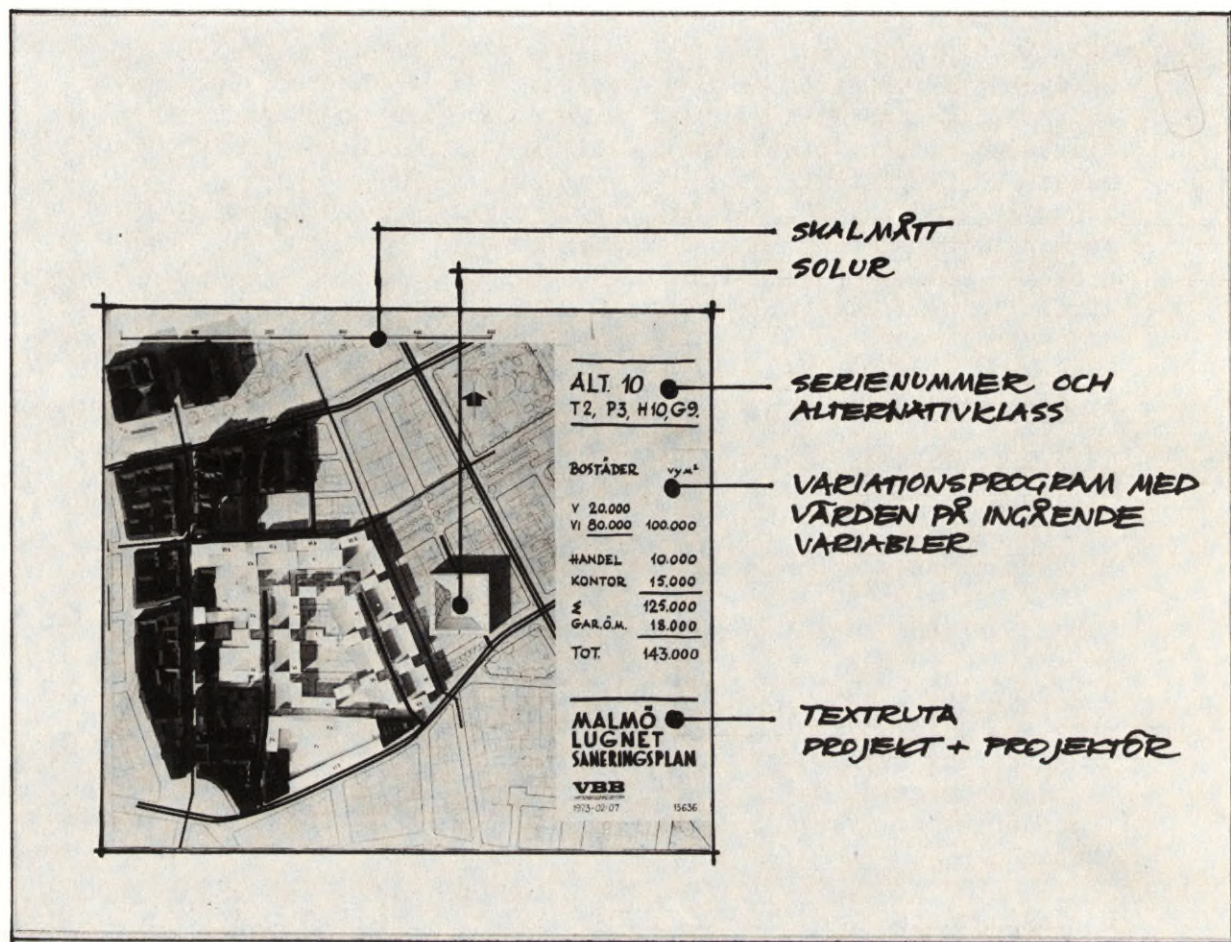 SKALMÅTT
SOLUR
ALT. 10
T2, P3, H10, G9.
SERIENUMMER OCH
ALTERNATIVKLASS
BOSTÄDER vy m²
V 20.000
VI 80.000 100.000
HANDEL 10.000
KONTOR 15.000
Σ 125.000
GAR.Ö.M. 18.000
TOT. 143.000
VARIATIONSPROGRAM MED
VÄRDEN PÅ INGÅENDE
VARIABLER
MALMÖ
LUGNET
SANERINGSPLAN
VBB
1973-02-07 15636
TEXTRUTA
PROJEKT + PROJEKTÖR